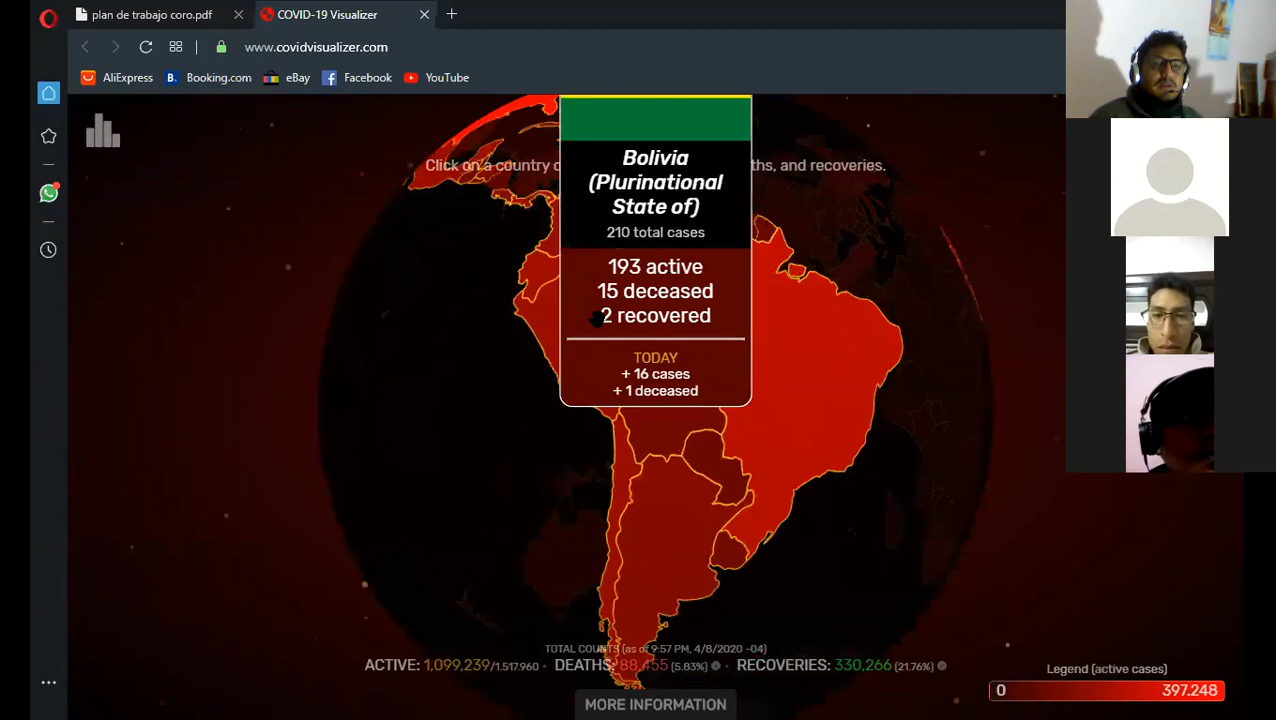 plan de trabajo coro.pdf
COVID-19 Visualizer
www.covidvisualizer.com
AliExpress
Booking.com
eBay
Facebook
YouTube
Click on a country
ths, and recoveries.
Bolivia
(Plurinational
State of)
210 total cases
193 active
15 deceased
2 recovered
TODAY
+ 16 cases
+ 1 deceased
TOTAL COUNTS (as of 9:57 PM, 4/8/2020 -04)
ACTIVE: 1,099,239/1.517.960 · DEATHS: 88,455 (5.83%) · RECOVERIES: 330,266 (21.76%)
MORE INFORMATION
Legend (active cases)
0
397.248